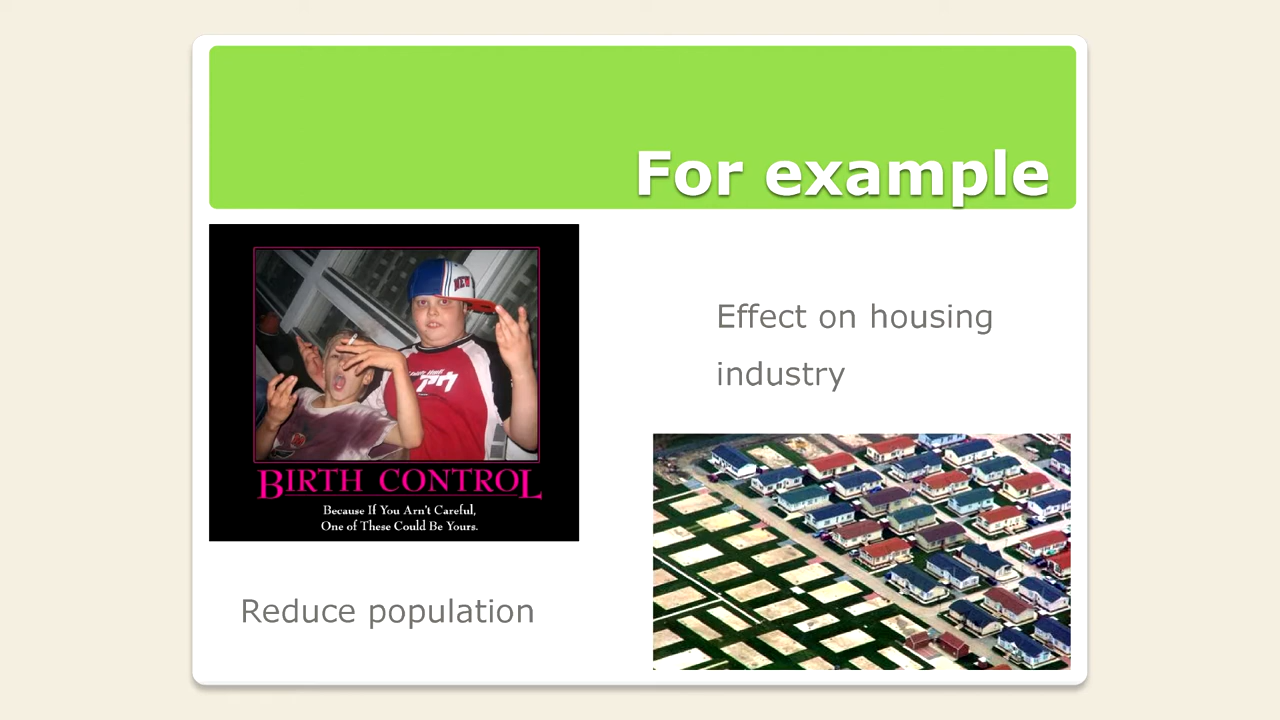 For example
BIRTH CONTROL
Because If You Arn't Careful,
One of These Could Be Yours.
Reduce population
Effect on housing
industry